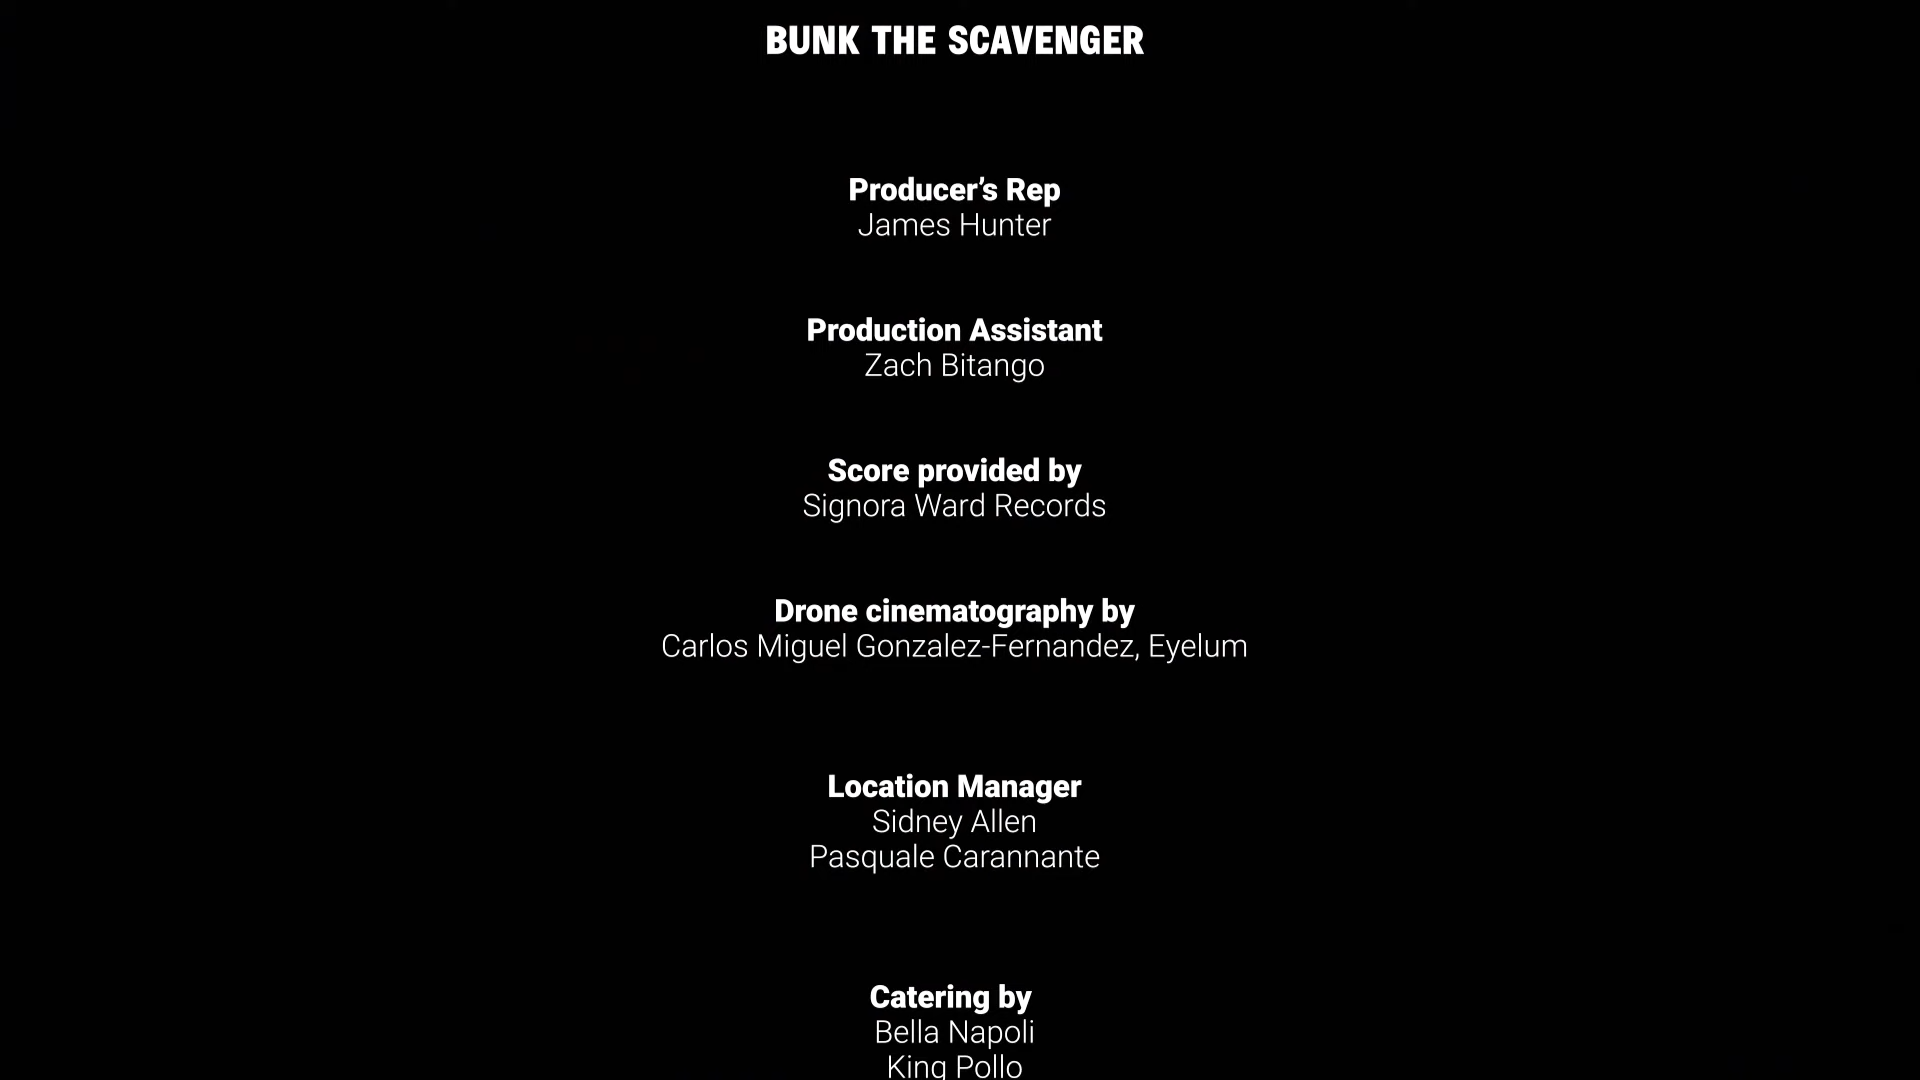 BUNK THE SCAVENGER
Producer’s Rep
James Hunter
Production Assistant
Zach Bitango
Score provided by
Signora Ward Records
Drone cinematography by
Carlos Miguel Gonzalez-Fernandez, Eyelum
Location Manager
Sidney Allen
Pasquale Carannante
Catering by
Bella Napoli
King Pollo